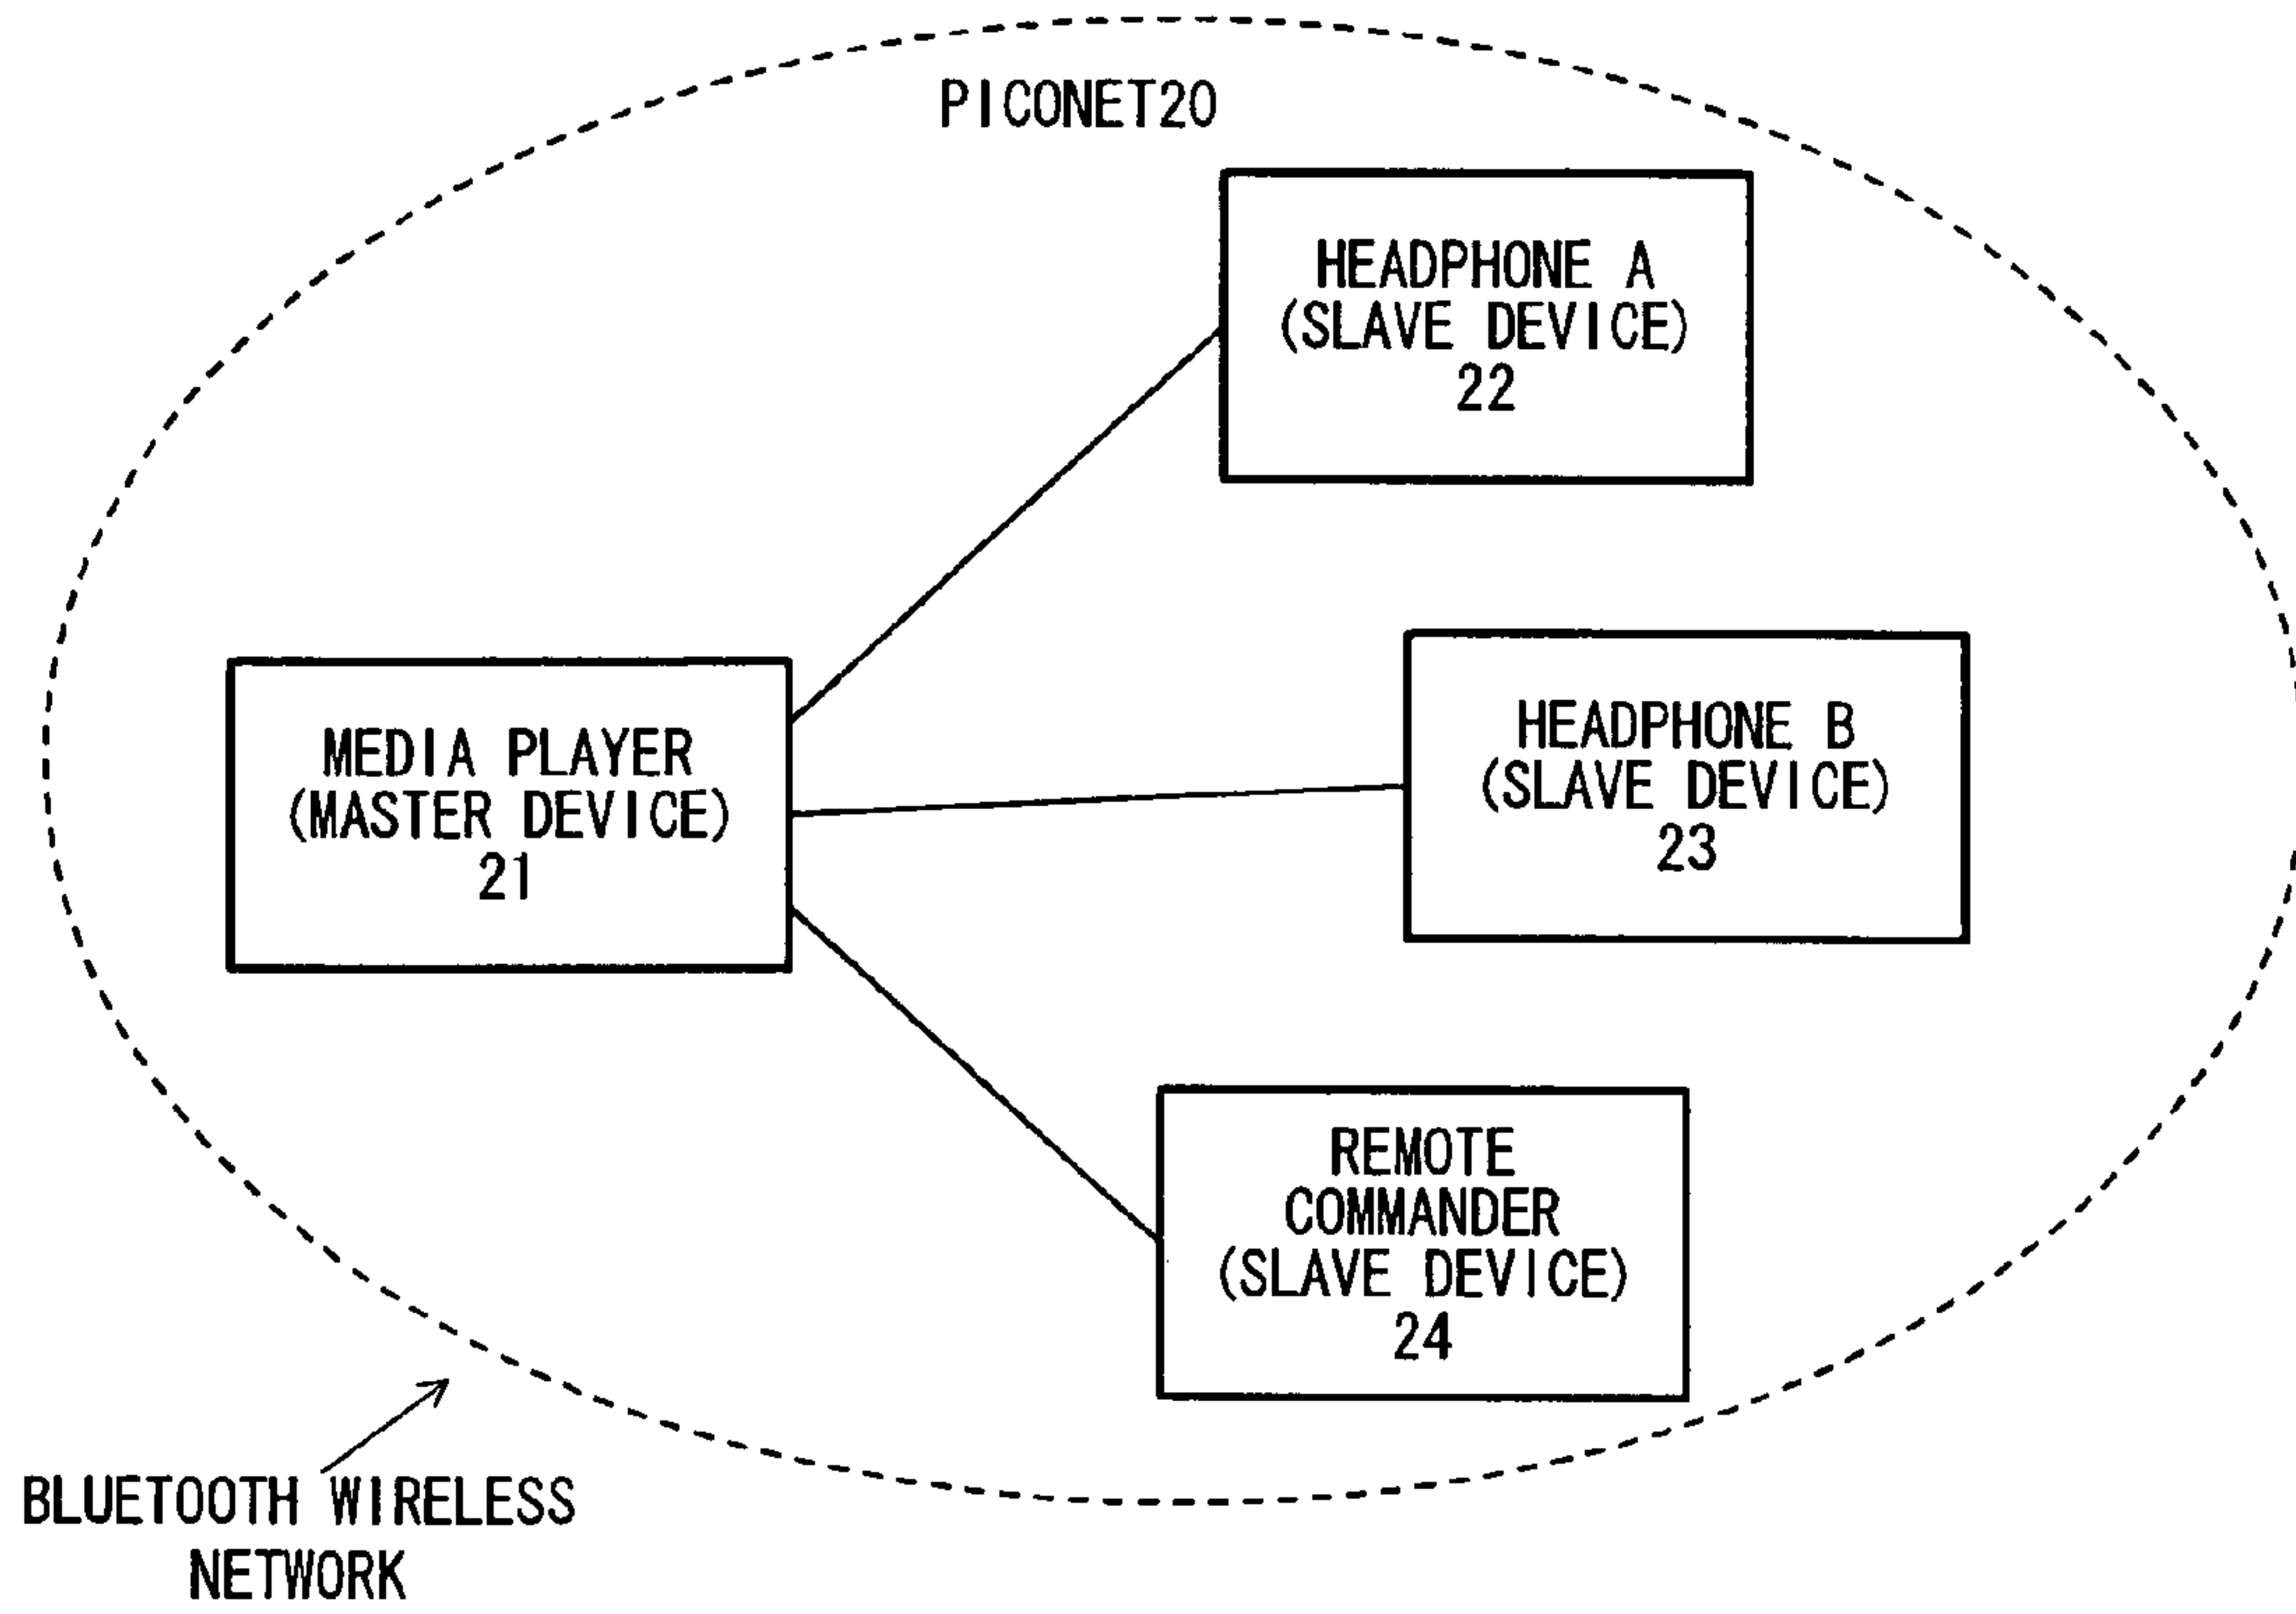 PICONET20
HEADPHONE A
(SLAVE DEVICE)
22
HEADPHONE B
(SLAVE DEVICE)
23
MEDIA PLAYER
(MASTER DEVICE)
21
REMOTE
COMMANDER
(SLAVE DEVICE)
24
BLUETOOTH WIRELESS
NETWORK